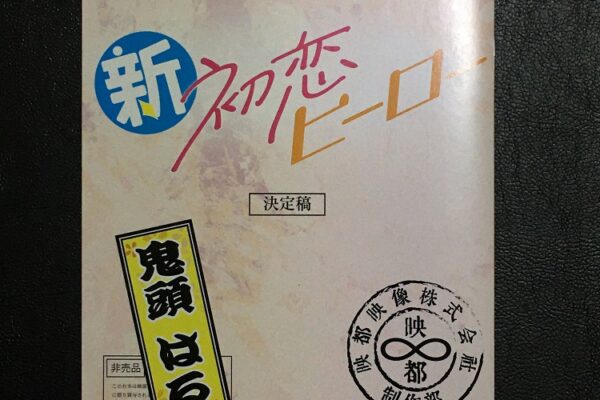 新 初恋
ヒーロー
決定稿
鬼頭 は
非売品
映都映像株式会社
映
都
制作部